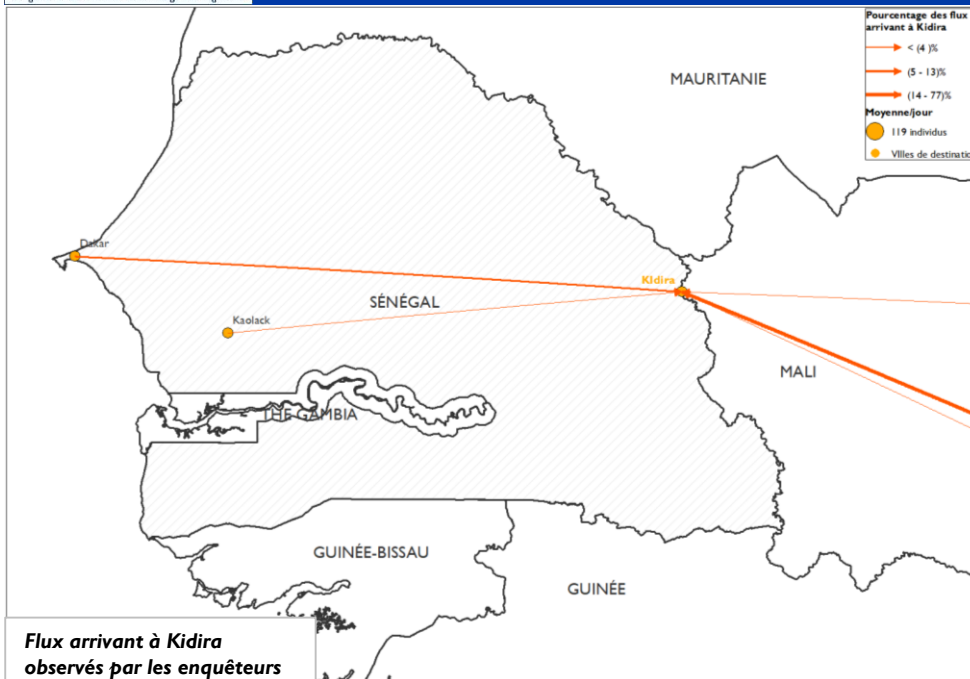 Pourcentage des flux
arrivant à Kidira
< (4 )%
(5 - 13)%
(14 - 77)%
Moyenne/jour
119 individus
VIlles de destinatio
MAURITANIE
Dakar
KIdira
SÉNÉGAL
Kaolack
MALI
THE GAMBIA
GUINÉE-BISSAU
GUINÉE
Flux arrivant à Kidira
observés par les enquêteurs